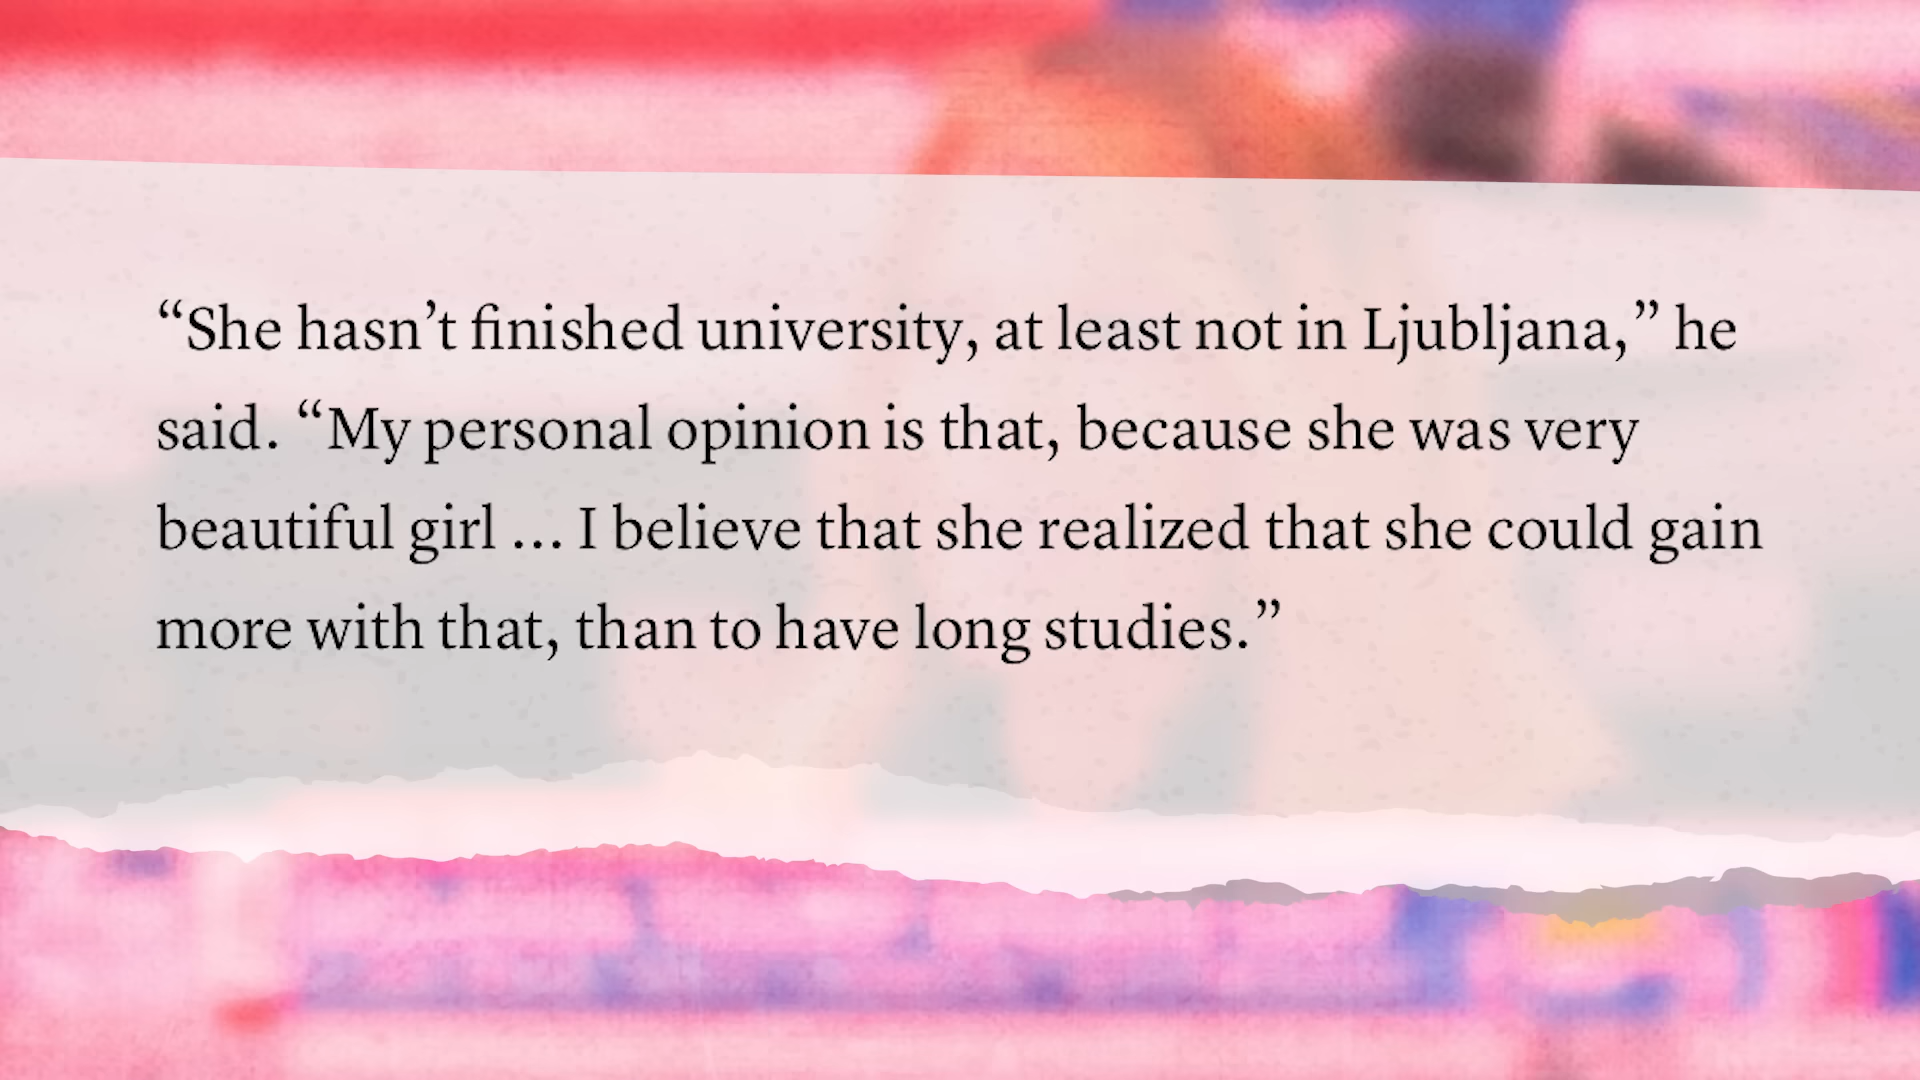 “She hasn’t finished university, at least not in Ljubljana,” he
said. “My personal opinion is that, because she was very
beautiful girl … I believe that she realized that she could gain
more with that, than to have long studies.”